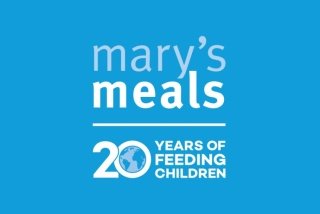 mary's
meals
20 YEARS OF
FEEDING
CHILDREN